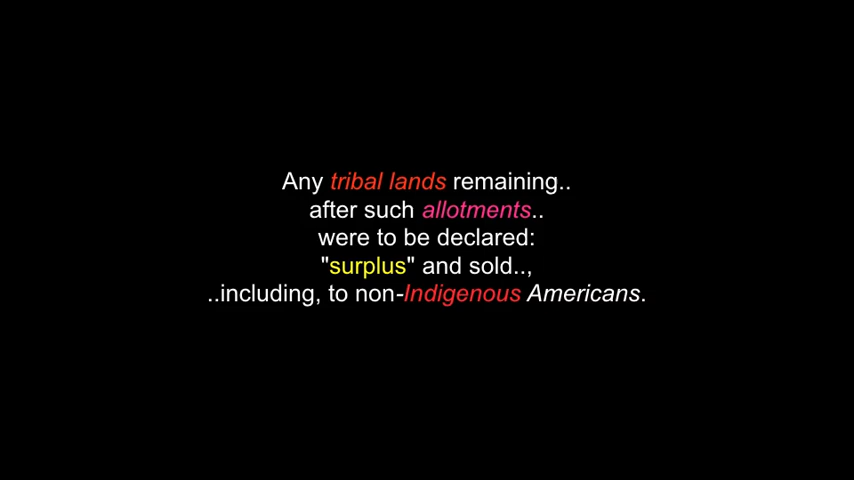 Any tribal lands remaining..
after such allotments..
were to be declared:
"surplus" and sold..,
..including, to non-Indigenous Americans.